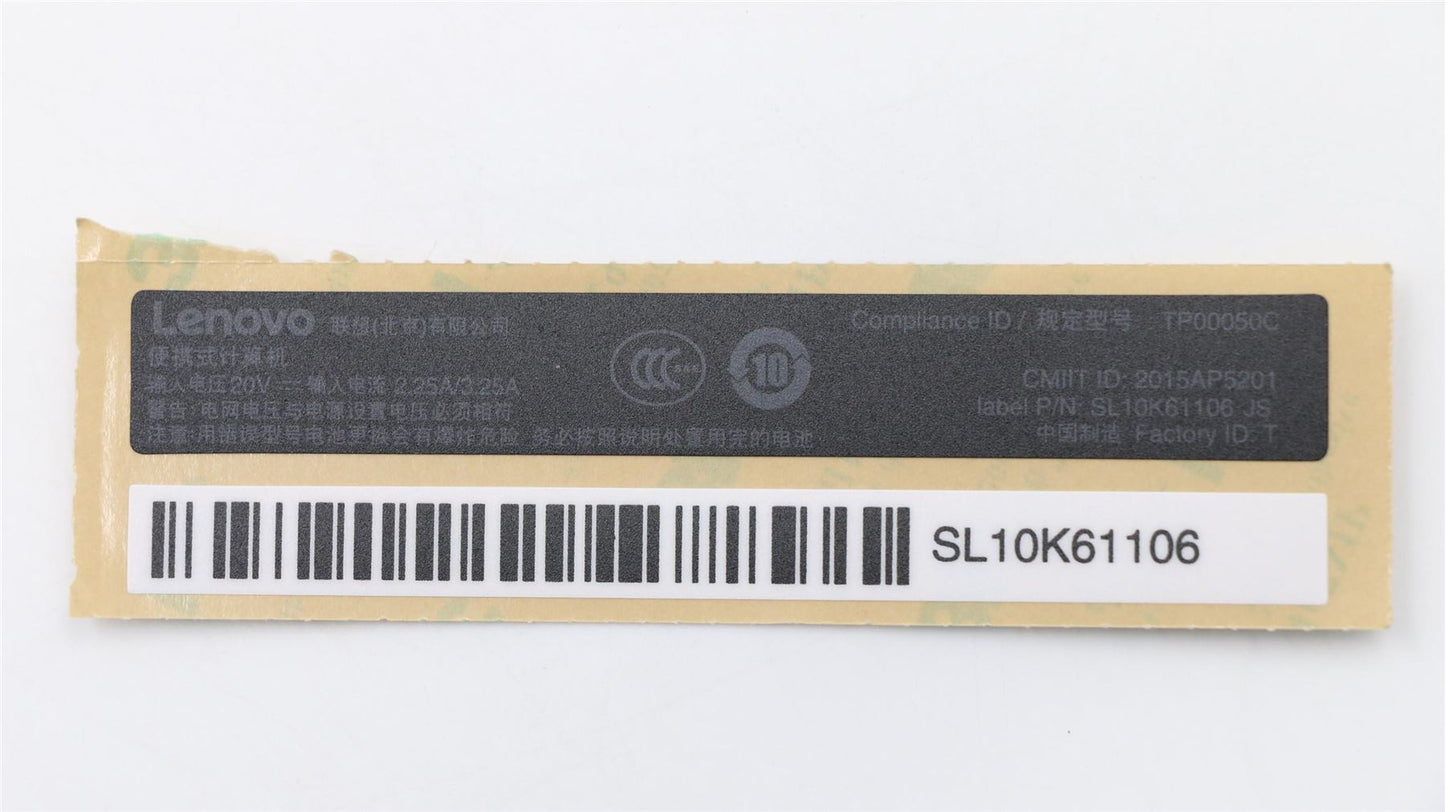 Lenovo 联想(北京)有限公司
便携式计算机
输入电压20V⎓ 输入电流 2.25A/3.25A
警告:电网电压与电源设置电压必须相符
注意:用错误型号电池更换会有爆炸危险 务必按照说明处置用完的电池
CCC
10
Compliance ID / 规定型号 TP00050C
CMIIT ID: 2015AP5201
label P/N: SL10K61106 JS
中国制造 Factory ID: T
SL10K61106